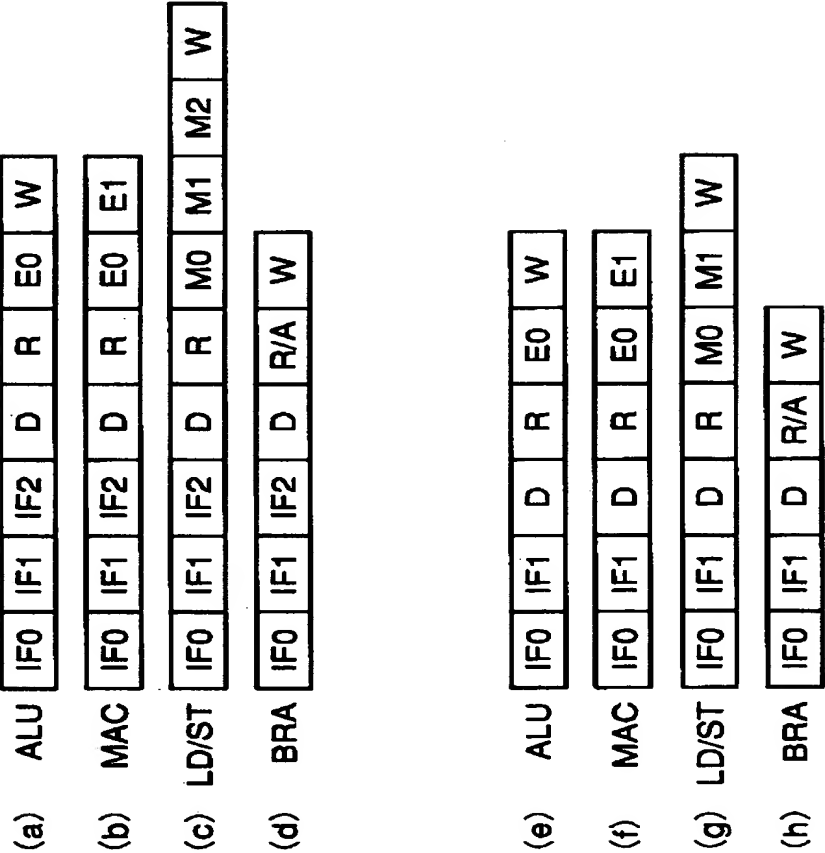 (a) ALU IF0 IF1 IF2 D R E0 W
(b) MAC IF0 IF1 IF2 D R E0 E1
(c) LD/ST IF0 IF1 IF2 D R M0 M1 M2 W
(d) BRA IF0 IF1 IF2 D R/A W
(e) ALU IF0 IF1 D R E0 W
(f) MAC IF0 IF1 D R E0 E1
(g) LD/ST IF0 IF1 D R M0 M1 W
(h) BRA IF0 IF1 D R/A W